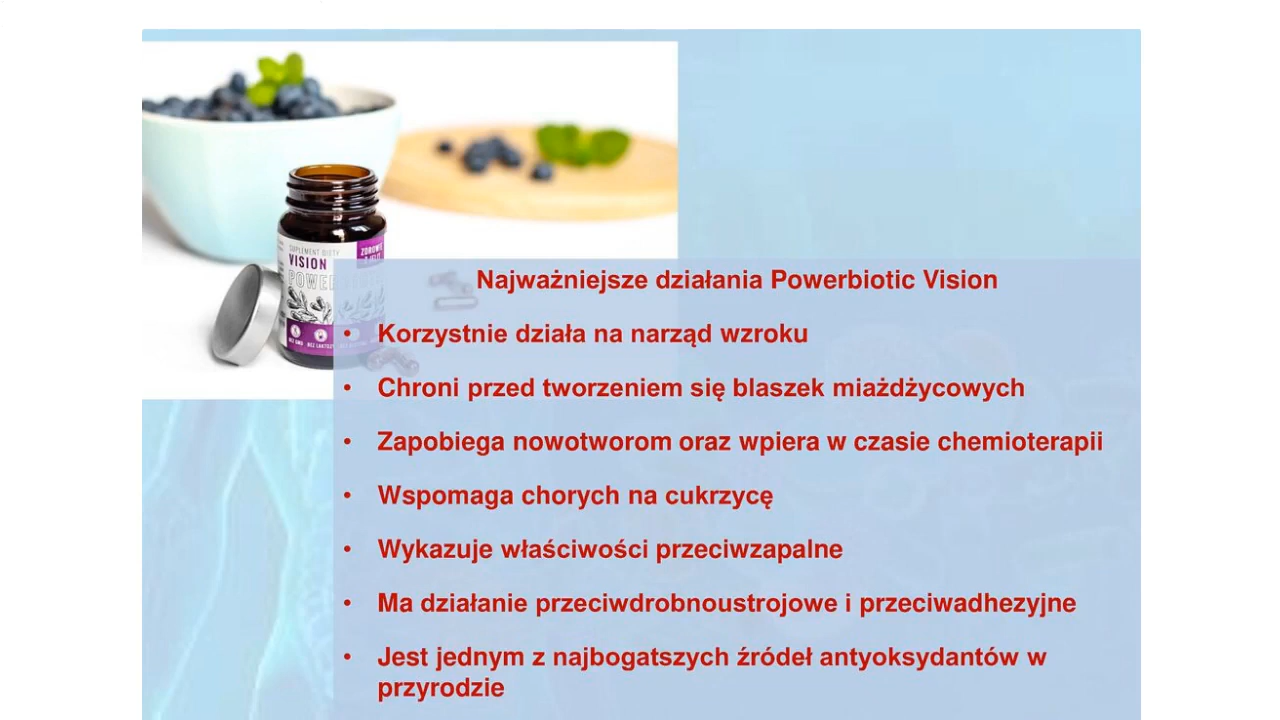 SUPLEMENT DIETY
ZDROWIE
VISION
Najważniejsze działania Powerbiotic Vision
• Korzystnie działa na narząd wzroku
• Chroni przed tworzeniem się blaszek miażdżycowych
• Zapobiega nowotworom oraz wpiera w czasie chemioterapii
• Wspomaga chorych na cukrzycę
• Wykazuje właściwości przeciwzapalne
• Ma działanie przeciwdrobnoustrojowe i przeciwadhezyjne
• Jest jednym z najbogatszych źródeł antyoksydantów w
przyrodzie